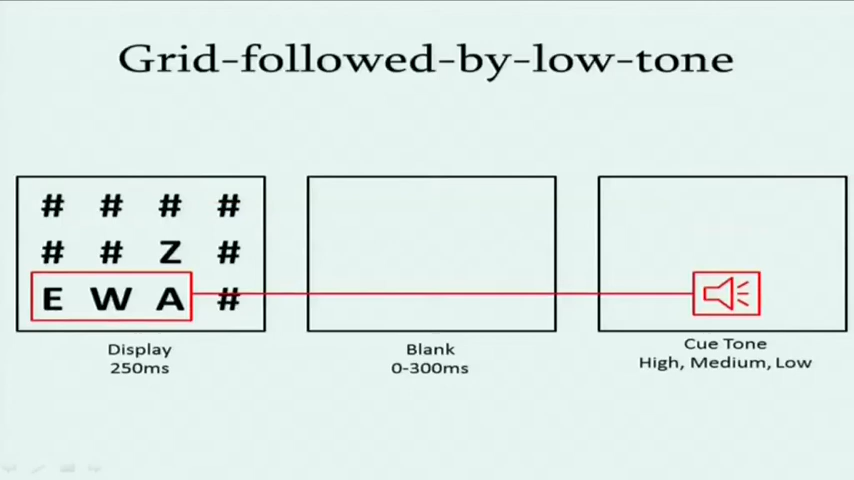 Grid-followed-by-low-tone
# # # #
# # Z #
E W A #
Display
250ms
Blank
0-300ms
Cue Tone
High, Medium, Low